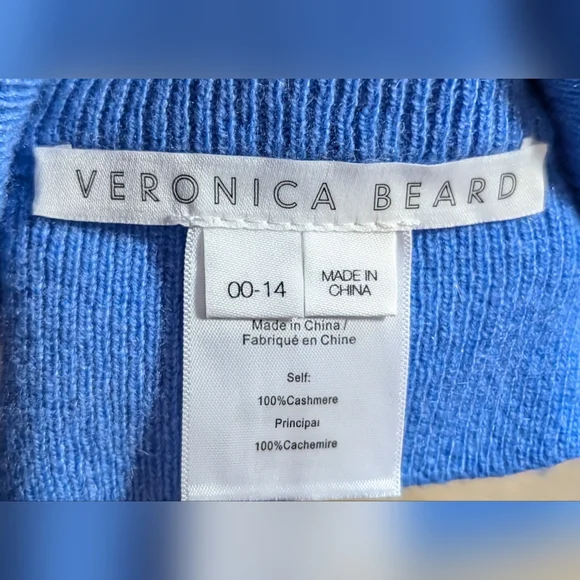 VERONICA BEARD
00-14
MADE IN
CHINA
Made in China /
Fabriqué en Chine
Self:
100%Cashmere
Principal
100%Cachemire